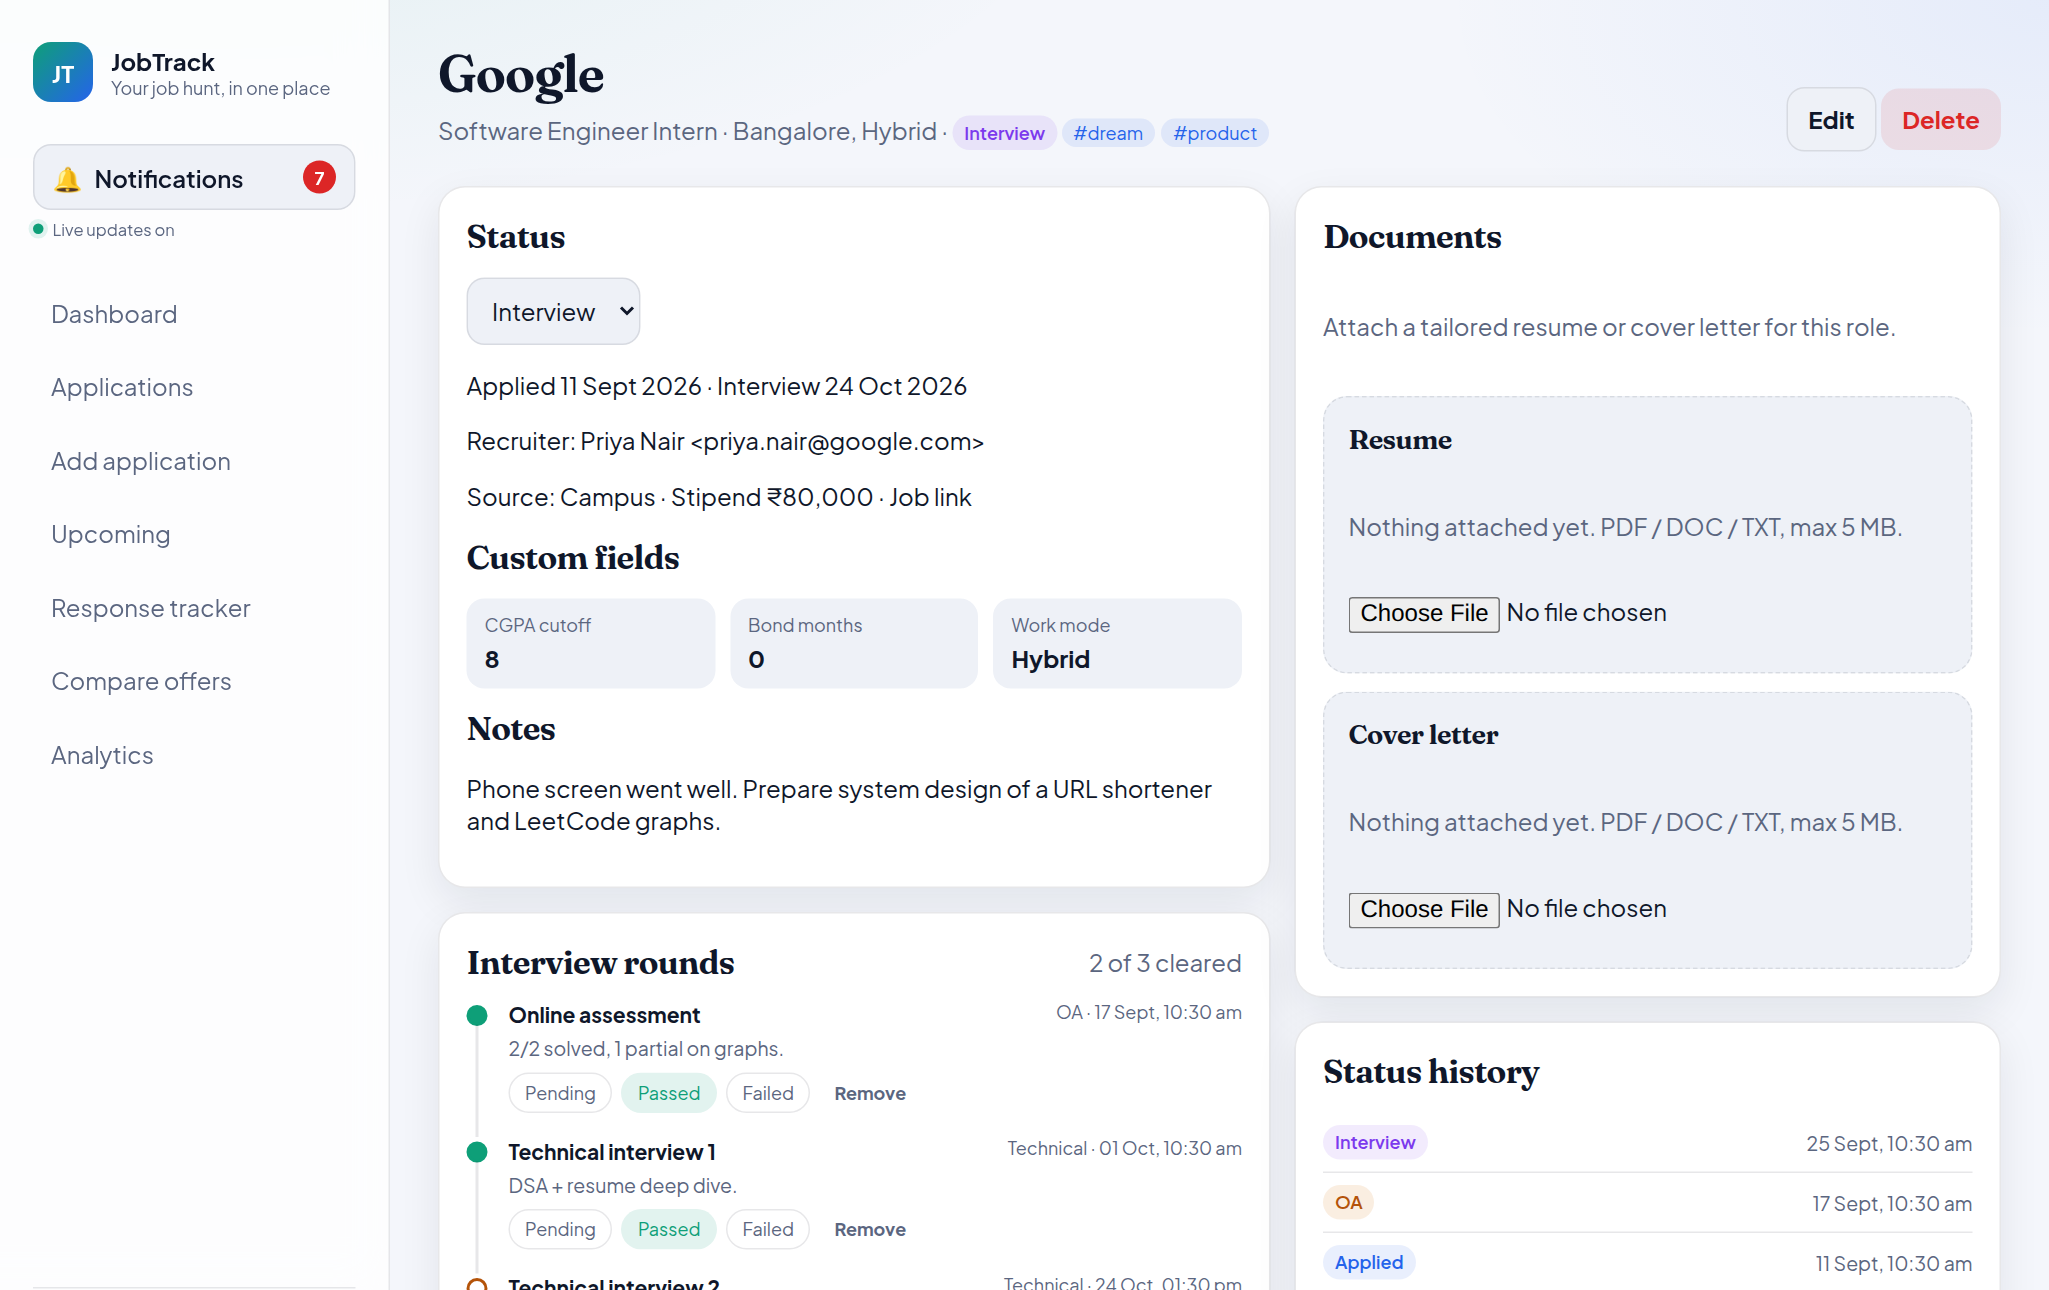 JT
JobTrack
Your job hunt, in one place
🔔 Notifications 7
Live updates on
Dashboard
Applications
Add application
Upcoming
Response tracker
Compare offers
Analytics
Google
Software Engineer Intern · Bangalore, Hybrid · Interview #dream #product
Edit Delete
Status
Interview
Applied 11 Sept 2026 · Interview 24 Oct 2026
Recruiter: Priya Nair <priya.nair@google.com>
Source: Campus · Stipend ₹80,000 · Job link
Custom fields
CGPA cutoff
8
Bond months
0
Work mode
Hybrid
Notes
Phone screen went well. Prepare system design of a URL shortener
and LeetCode graphs.
Interview rounds 2 of 3 cleared
Online assessment OA · 17 Sept, 10:30 am
2/2 solved, 1 partial on graphs.
Pending Passed Failed Remove
Technical interview 1 Technical · 01 Oct, 10:30 am
DSA + resume deep dive.
Pending Passed Failed Remove
Technical interview 2 Technical · 24 Oct, 01:30 pm
Documents
Attach a tailored resume or cover letter for this role.
Resume
Nothing attached yet. PDF / DOC / TXT, max 5 MB.
Choose File No file chosen
Cover letter
Nothing attached yet. PDF / DOC / TXT, max 5 MB.
Choose File No file chosen
Status history
Interview 25 Sept, 10:30 am
OA 17 Sept, 10:30 am
Applied 11 Sept, 10:30 am